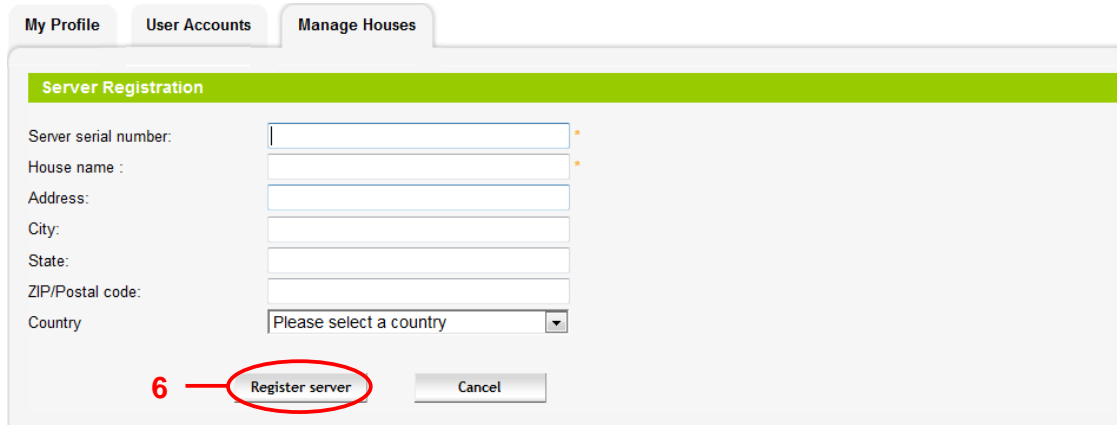 My Profile User Accounts Manage Houses
Server Registration
Server serial number: *
House name : *
Address:
City:
State:
ZIP/Postal code:
Country Please select a country
6 Register server Cancel